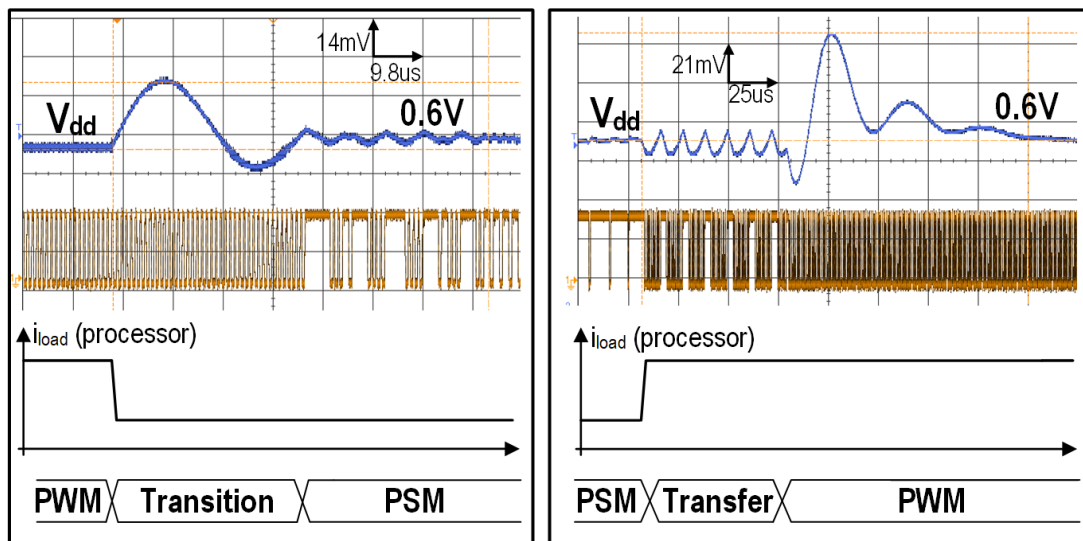 14mV
9.8us
Vdd
0.6V
iload (processor)
PWM Transition PSM
21mV
25us
Vdd
0.6V
iload (processor)
PSM Transfer PWM